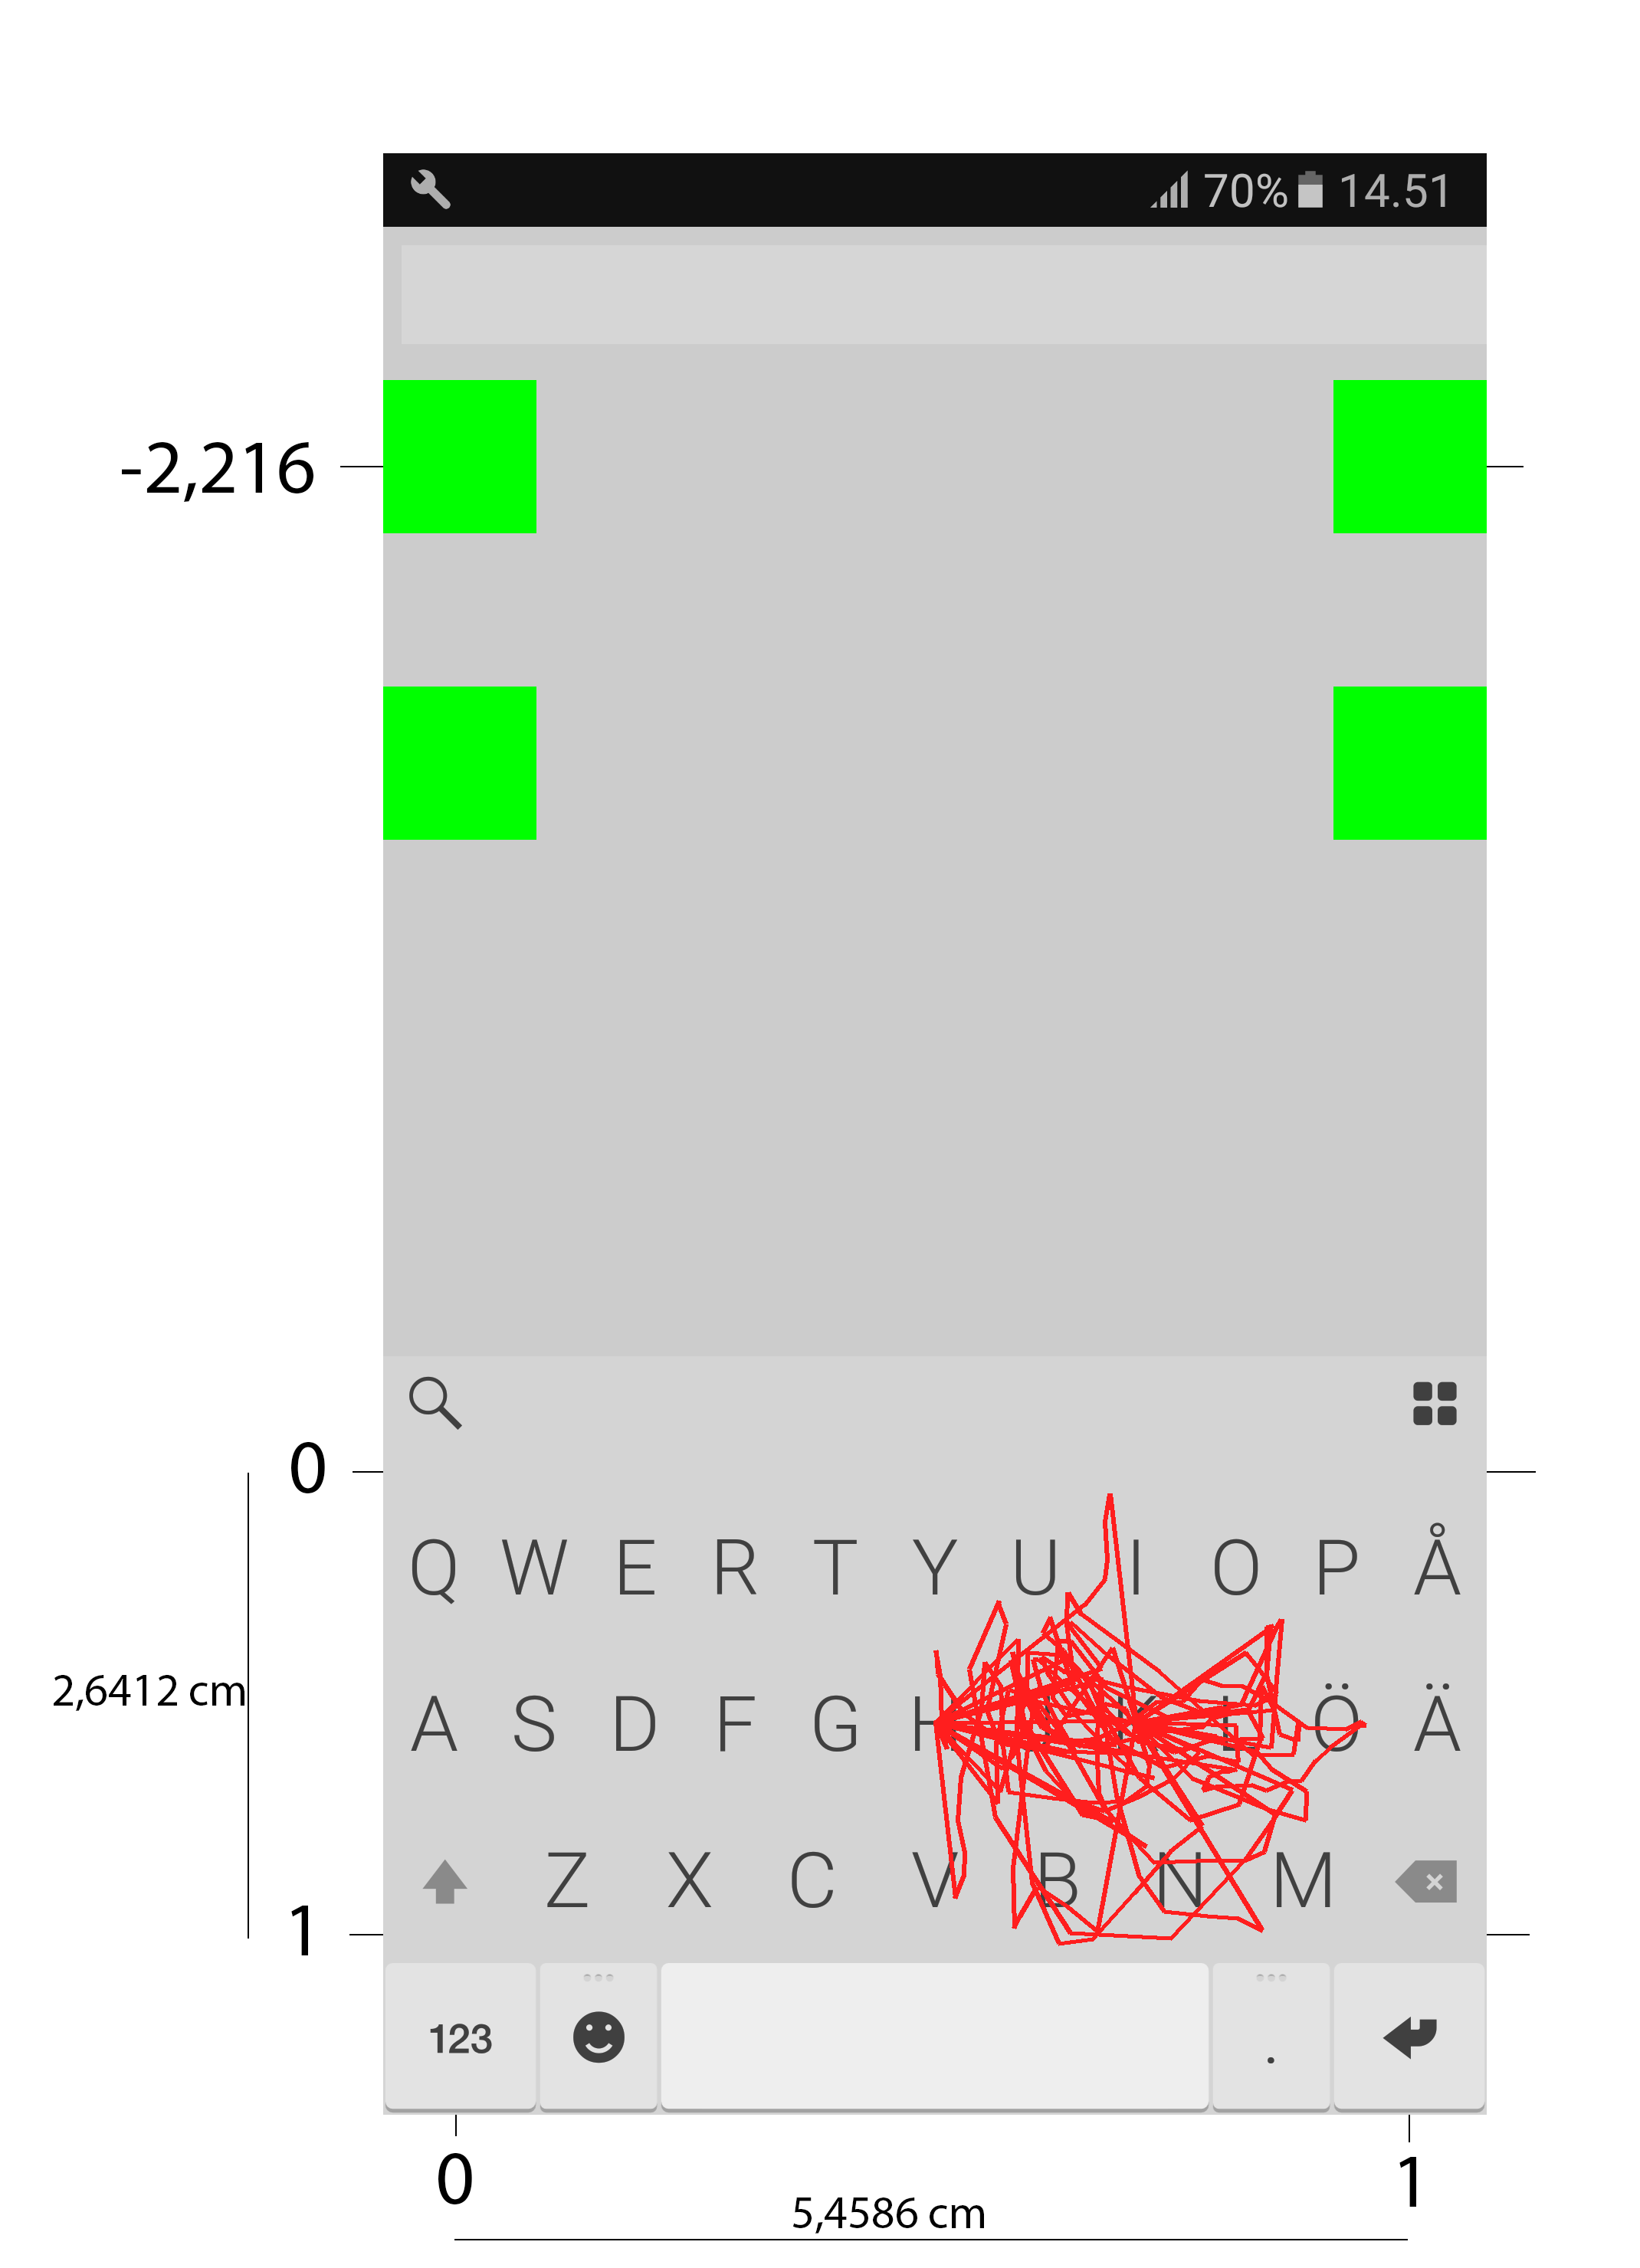 70% 14.51
-2,216
0
Q W E R T Y U I O P Å
2,6412 cm
A S D F G H J K L Ö Ä
Z X C V B N M
1
123 .
0 1
5,4586 cm